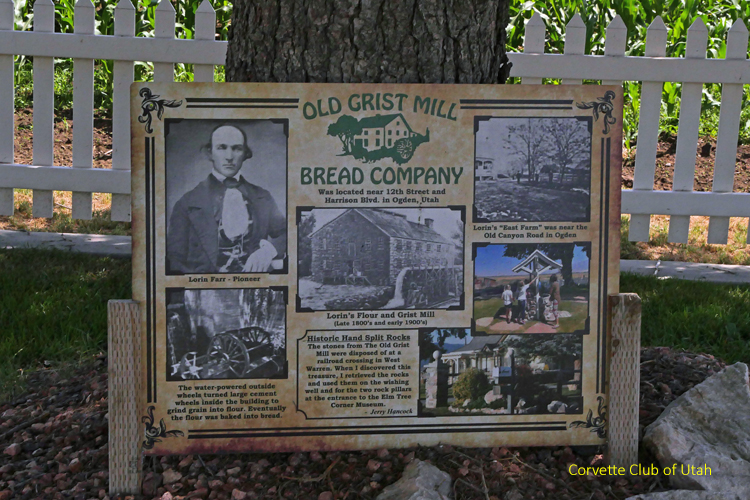 OLD GRIST MILL
BREAD COMPANY
Was located near 12th Street and
Harrison Blvd. in Ogden, Utah
Lorin Farr - Pioneer
Lorin's Flour and Grist Mill
(Late 1800's and early 1900's)
Lorin's "East Farm" was near the
Old Canyon Road in Ogden
The water-powered outside
wheels turned large cement
wheels inside the building to
grind grain into flour. Eventually
the flour was baked into bread.
Historic Hand Split Rocks
The stones from The Old Grist
Mill were disposed of at a
railroad crossing in West
Warren. When I discovered this
treasure, I retrieved the rocks
and used them on the wishing
well and for the two rock pillars
at the entrance to the Elm Tree
Corner Museum.
- Jerry Hancock
Corvette Club of Utah